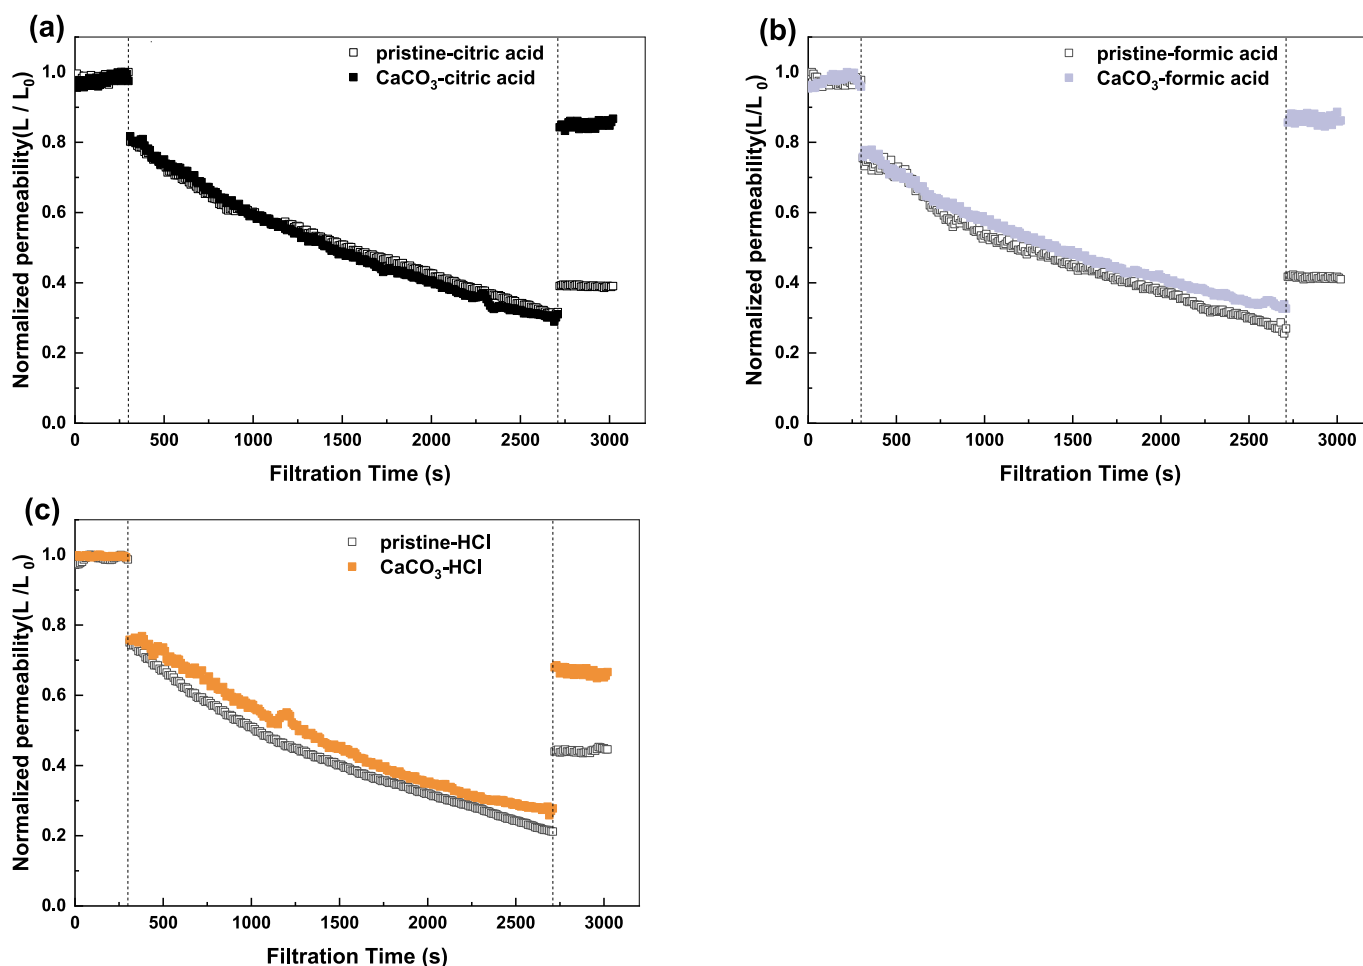 (a)
pristine-citric acid
CaCO₃-citric acid
Normalized permeability(L / L₀)
1.0
0.8
0.6
0.4
0.2
0.0
0 500 1000 1500 2000 2500 3000
Filtration Time (s)
(b)
pristine-formic acid
CaCO₃-formic acid
Normalized permeability(L/L₀)
1.0
0.8
0.6
0.4
0.2
0.0
0 500 1000 1500 2000 2500 3000
Filtration Time (s)
(c)
pristine-HCl
CaCO₃-HCl
Normalized permeability(L /L ₀)
1.0
0.8
0.6
0.4
0.2
0.0
0 500 1000 1500 2000 2500 3000
Filtration Time (s)